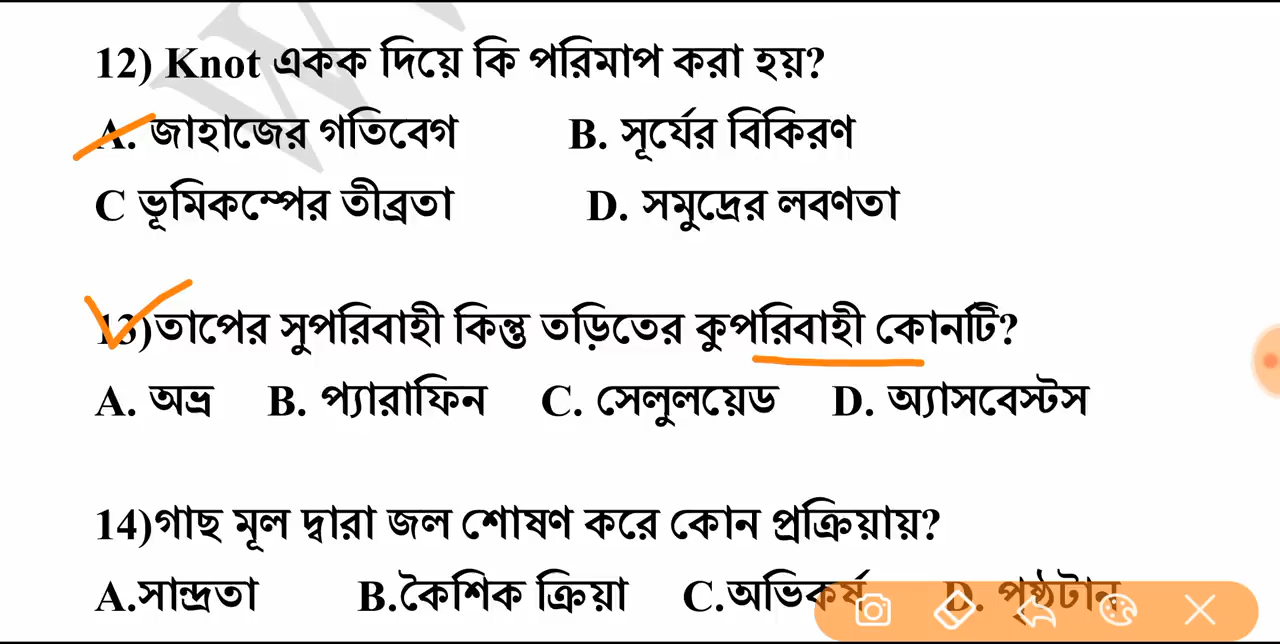 12) Knot একক দিয়ে কি পরিমাপ করা হয়?
A. জাহাজের গতিবেগ B. সূর্যের বিকিরণ
C ভূমিকম্পের তীব্রতা D. সমুদ্রের লবণতা
13)তাপের সুপরিবাহী কিন্তু তড়িতের কুপরিবাহী কোনটি?
A. অভ্র B. প্যারাফিন C. সেলুলয়েড D. অ্যাসবেস্টস
14)গাছ মূল দ্বারা জল শোষণ করে কোন প্রক্রিয়ায়?
A.সান্দ্রতা B.কৈশিক ক্রিয়া C.অভিকর্ষ D. পৃষ্ঠটান